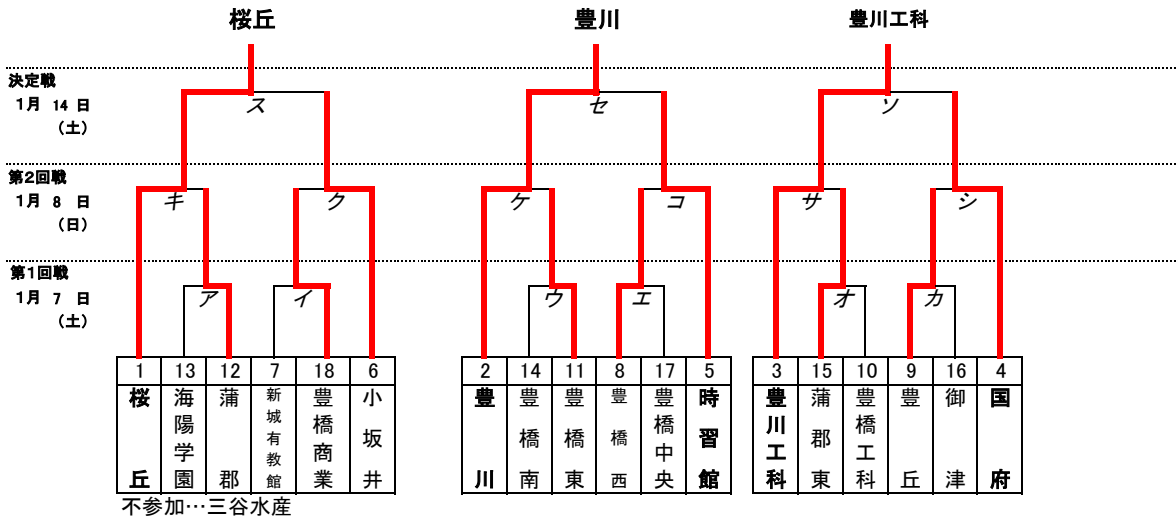 桜丘 豊川 豊川工科
決定戦
1月 14 日
(土)
ス セ ソ
第2回戦
1月 8 日
(日)
キ ク ケ コ サ シ
第1回戦
1月 7 日
(土)
ア イ ウ エ オ カ
1 13 12 7 18 6 2 14 11 8 17 5 3 15 10 9 16 4
桜丘
海陽学園
蒲郡
新城有教館
豊橋商業
小坂井
豊川
豊橋南
豊橋東
豊橋西
豊橋中央
時習館
豊川工科
蒲郡東
豊橋工科
豊丘
御津
国府
不参加…三谷水産